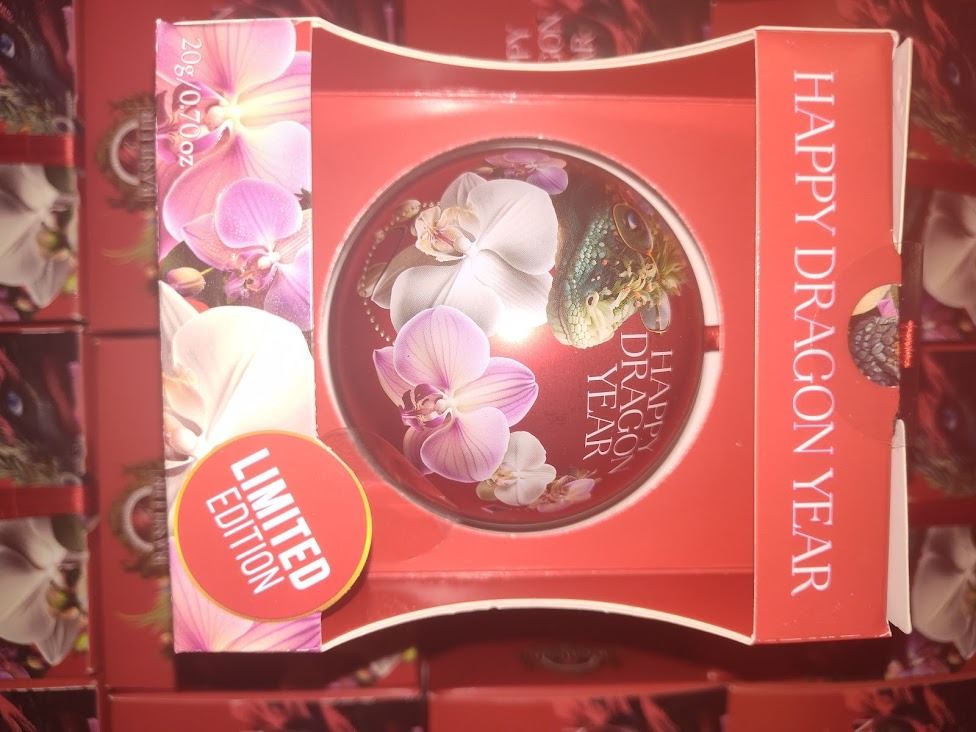 HAPPY DRAGON YEAR
HAPPY
DRAGON
YEAR
LIMITED
EDITION
20g/0.70oz